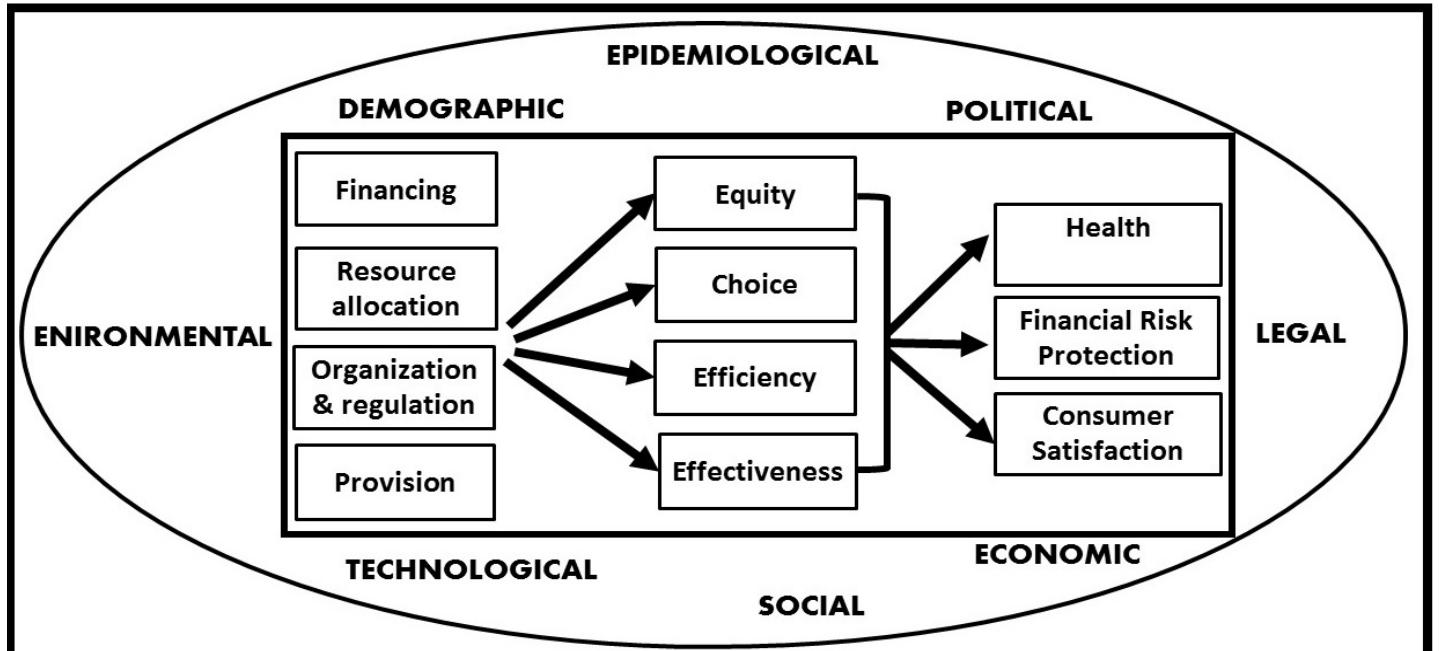 EPIDEMIOLOGICAL
DEMOGRAPHIC
POLITICAL
Financing
Equity
Health
Resource
allocation
Choice
ENIRONMENTAL
Financial Risk
Protection
LEGAL
Organization
& regulation
Efficiency
Consumer
Satisfaction
Provision
Effectiveness
TECHNOLOGICAL
ECONOMIC
SOCIAL